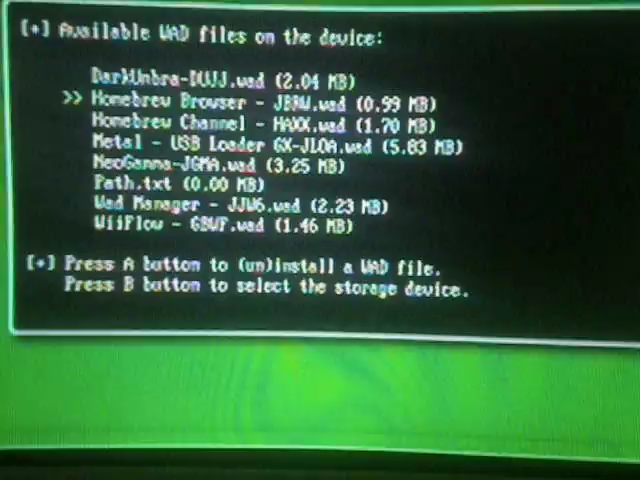 [+] Available WAD files on the device:
DarkUmbra-DUJJ.wad (2.04 MB)
>> Homebrew Browser - JBRW.wad (0.99 MB)
Homebrew Channel - HAXX.wad (1.70 MB)
Metal - USB Loader GX-JLOA.wad (5.83 MB)
NeoGamma-JGMA.wad (3.25 MB)
Path.txt (0.00 MB)
Wad Manager - JJW6.wad (2.23 MB)
WiiFlow - GBWF.wad (1.46 MB)
[+] Press A button to (un)install a WAD file.
Press B button to select the storage device.